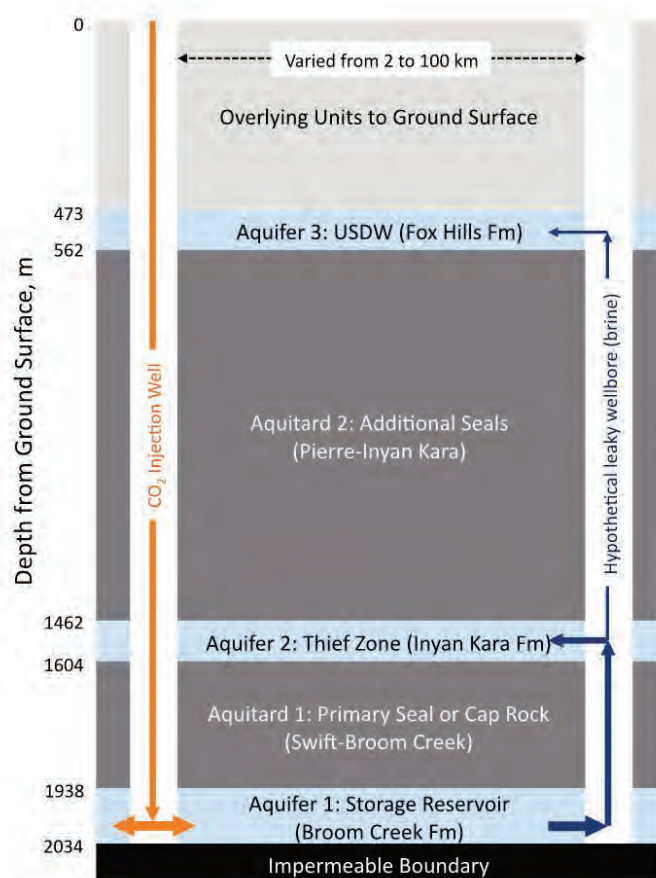 0
Varied from 2 to 100 km
Overlying Units to Ground Surface
473
Aquifer 3: USDW (Fox Hills Fm)
562
Depth from Ground Surface, m
CO₂ Injection Well
Hypothetical leaky wellbore (brine)
Aquitard 2: Additional Seals
(Pierre-Inyan Kara)
1462
Aquifer 2: Thief Zone (Inyan Kara Fm)
1604
Aquitard 1: Primary Seal or Cap Rock
(Swift-Broom Creek)
1938
Aquifer 1: Storage Reservoir
(Broom Creek Fm)
2034
Impermeable Boundary